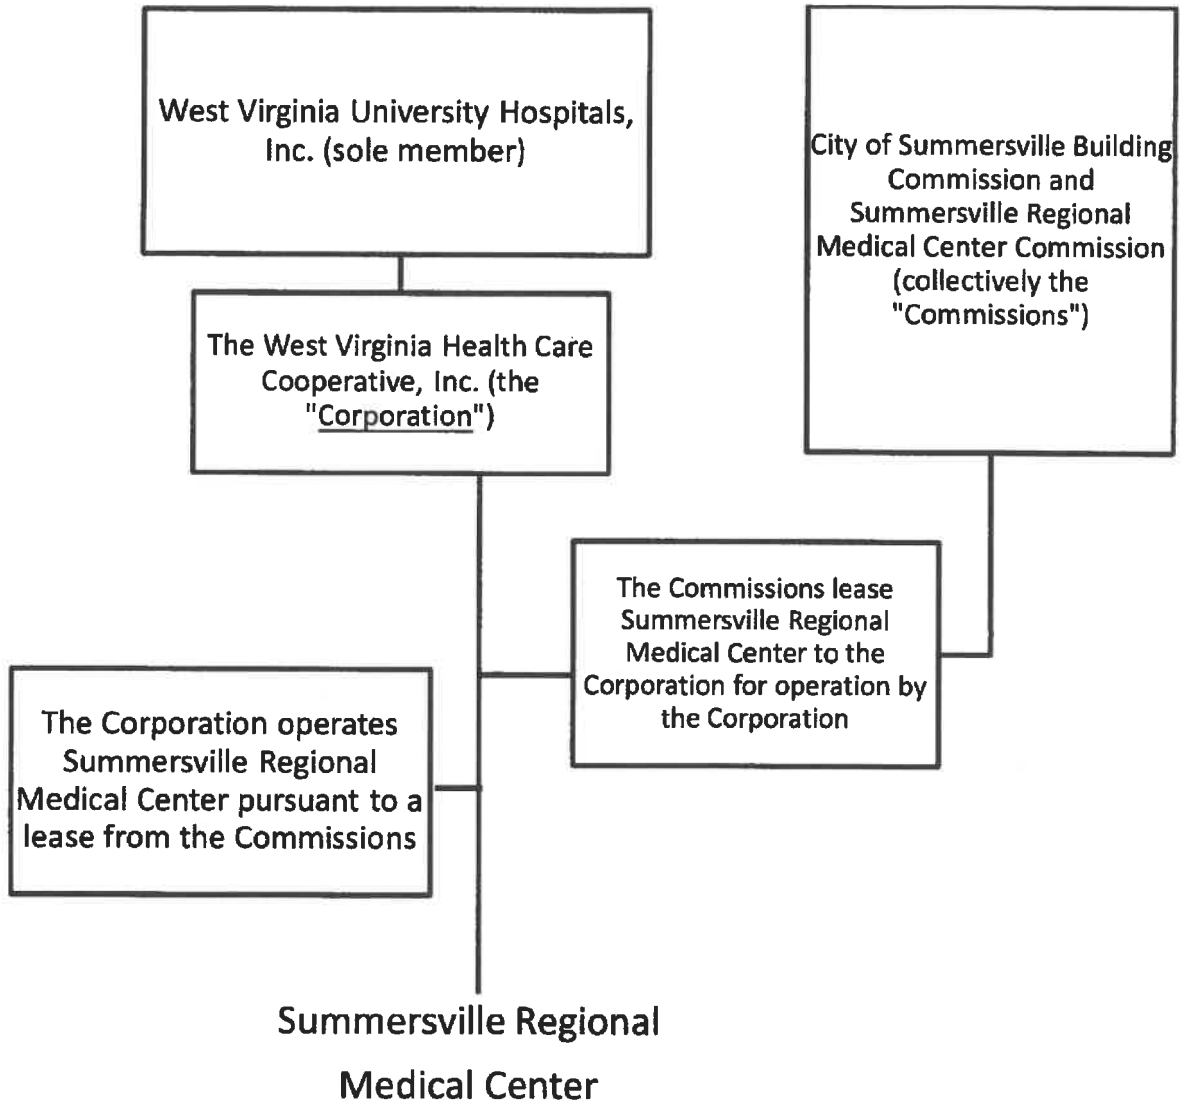 West Virginia University Hospitals,
Inc. (sole member)
City of Summersville Building
Commission and
Summersville Regional
Medical Center Commission
(collectively the
"Commissions")
The West Virginia Health Care
Cooperative, Inc. (the
"Corporation")
The Commissions lease
Summersville Regional
Medical Center to the
Corporation for operation by
the Corporation
The Corporation operates
Summersville Regional
Medical Center pursuant to a
lease from the Commissions
Summersville Regional
Medical Center